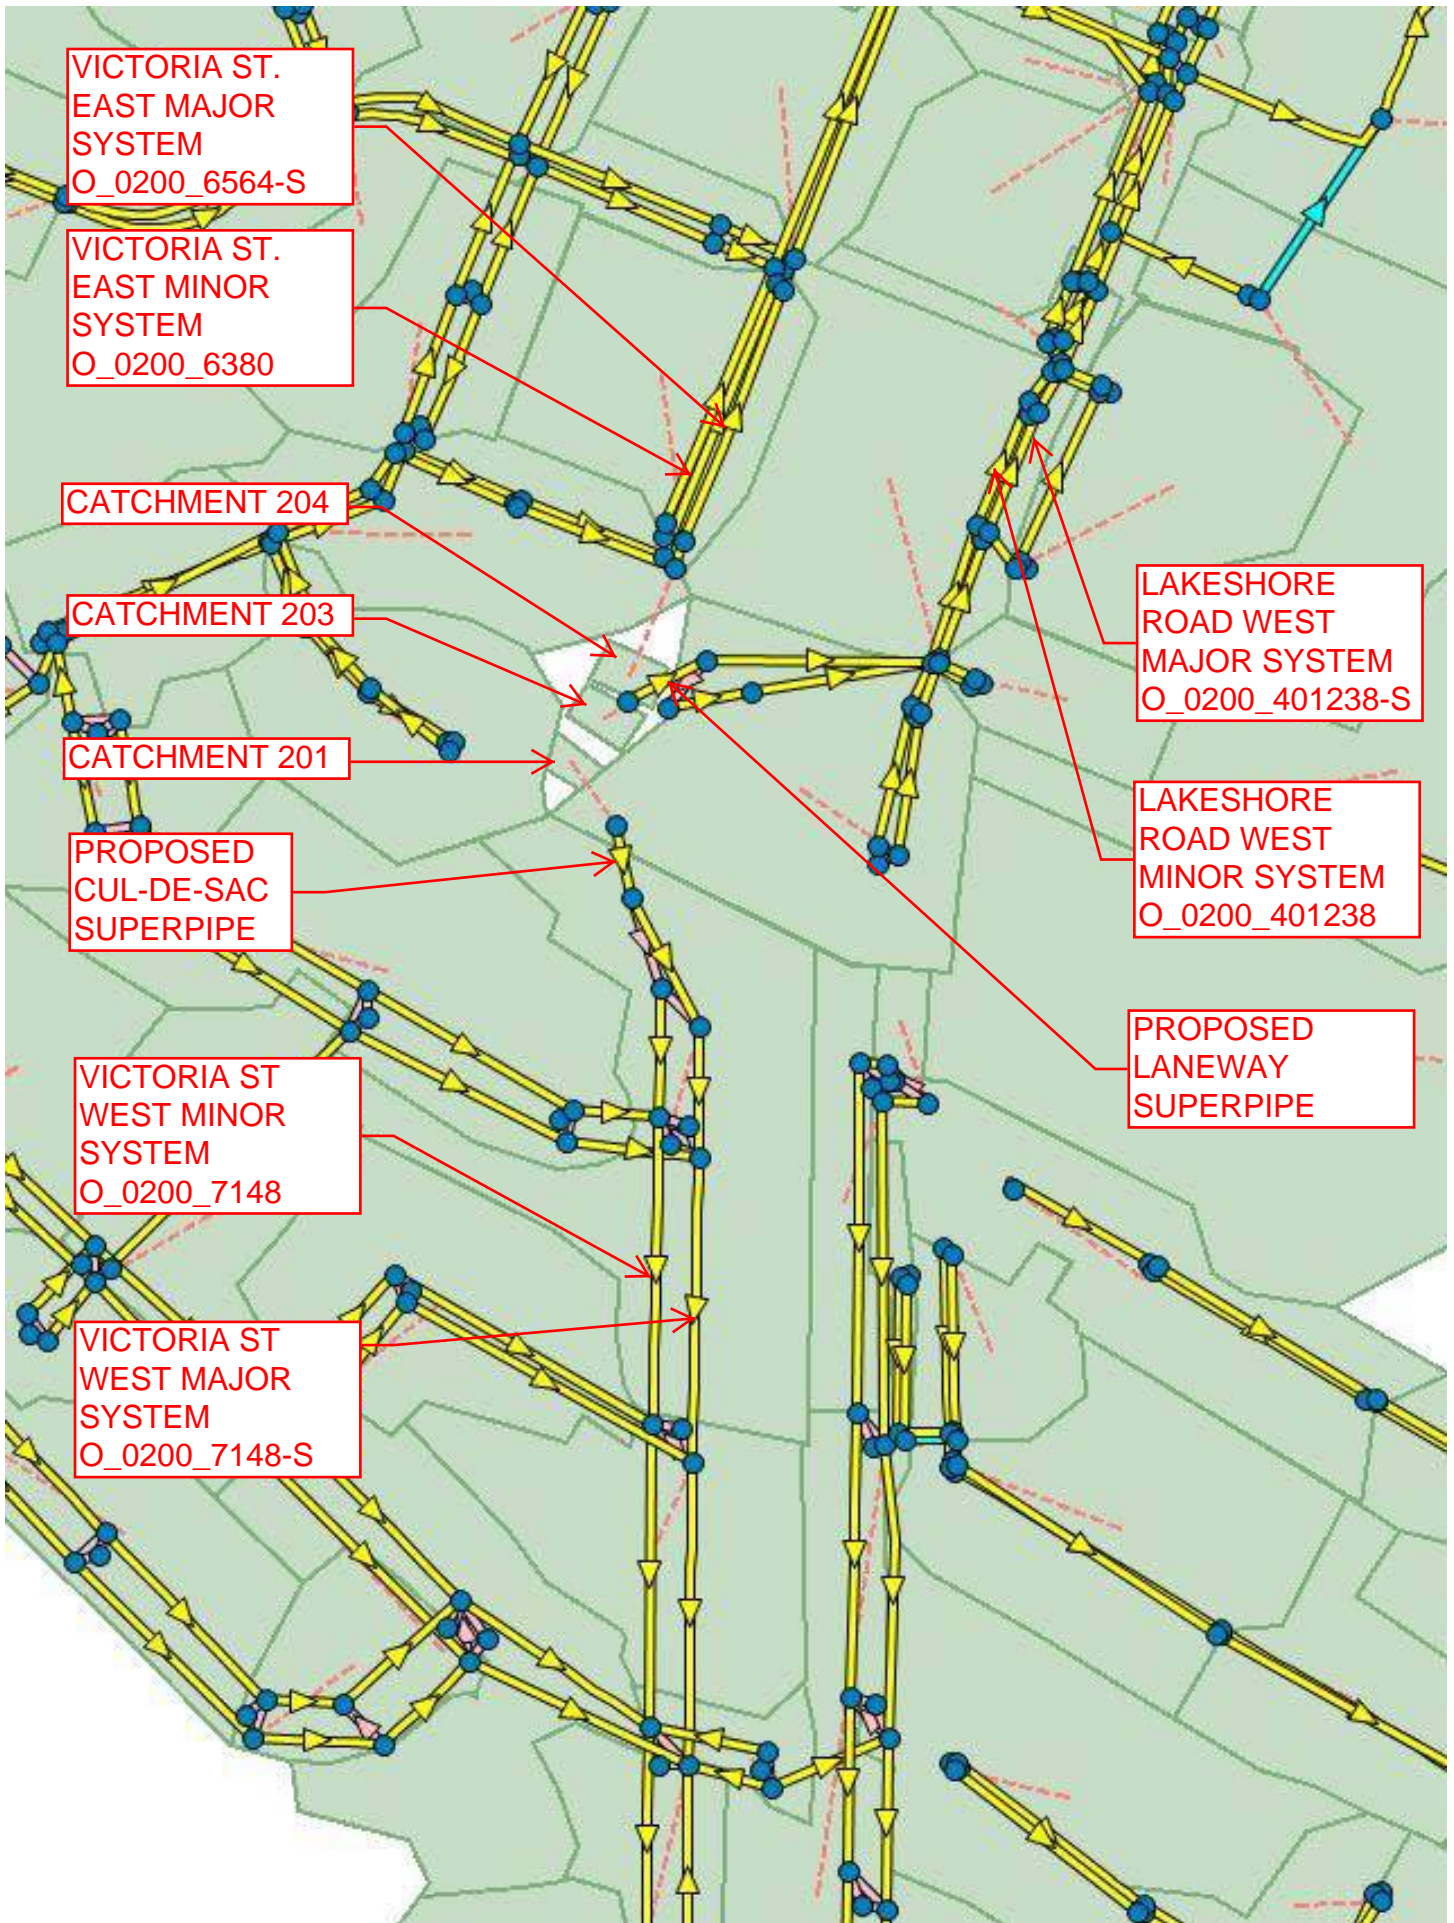 VICTORIA ST.
EAST MAJOR
SYSTEM
O_0200_6564-S
VICTORIA ST.
EAST MINOR
SYSTEM
O_0200_6380
CATCHMENT 204
CATCHMENT 203
CATCHMENT 201
PROPOSED
CUL-DE-SAC
SUPERPIPE
VICTORIA ST
WEST MINOR
SYSTEM
O_0200_7148
VICTORIA ST
WEST MAJOR
SYSTEM
O_0200_7148-S
LAKESHORE
ROAD WEST
MAJOR SYSTEM
O_0200_401238-S
LAKESHORE
ROAD WEST
MINOR SYSTEM
O_0200_401238
PROPOSED
LANEWAY
SUPERPIPE